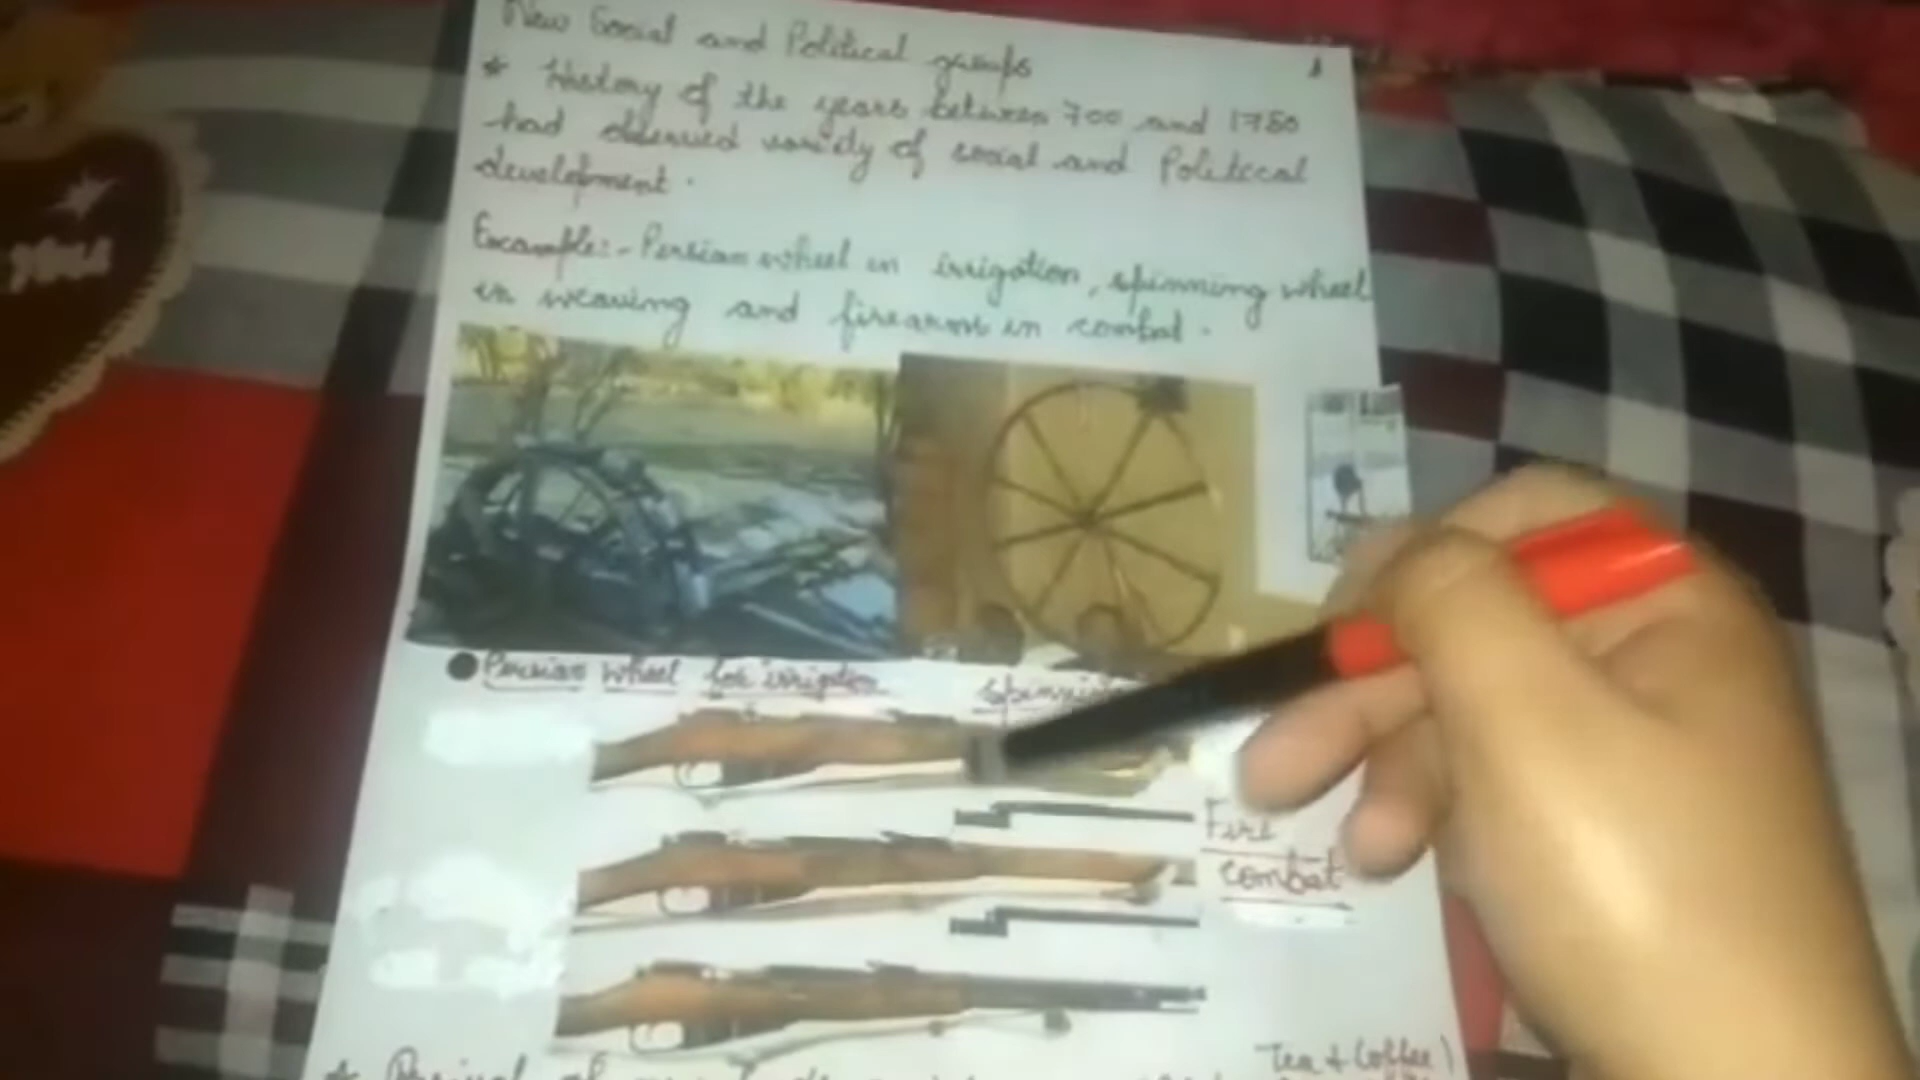 New Social and Political groups
* History of the years between 700 and 1750
had observed variety of social and Political
development.
Example:- Persian wheel in irrigation, spinning wheel
in weaving and firearms in combat.
Persian wheel for irrigation
Fire
combat
Tea + Coffee)
* Arrival of